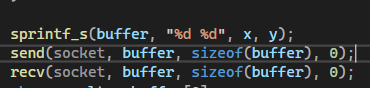 sprintf_s(buffer, "%d %d", x, y);
send(socket, buffer, sizeof(buffer), 0);
recv(socket, buffer, sizeof(buffer), 0);